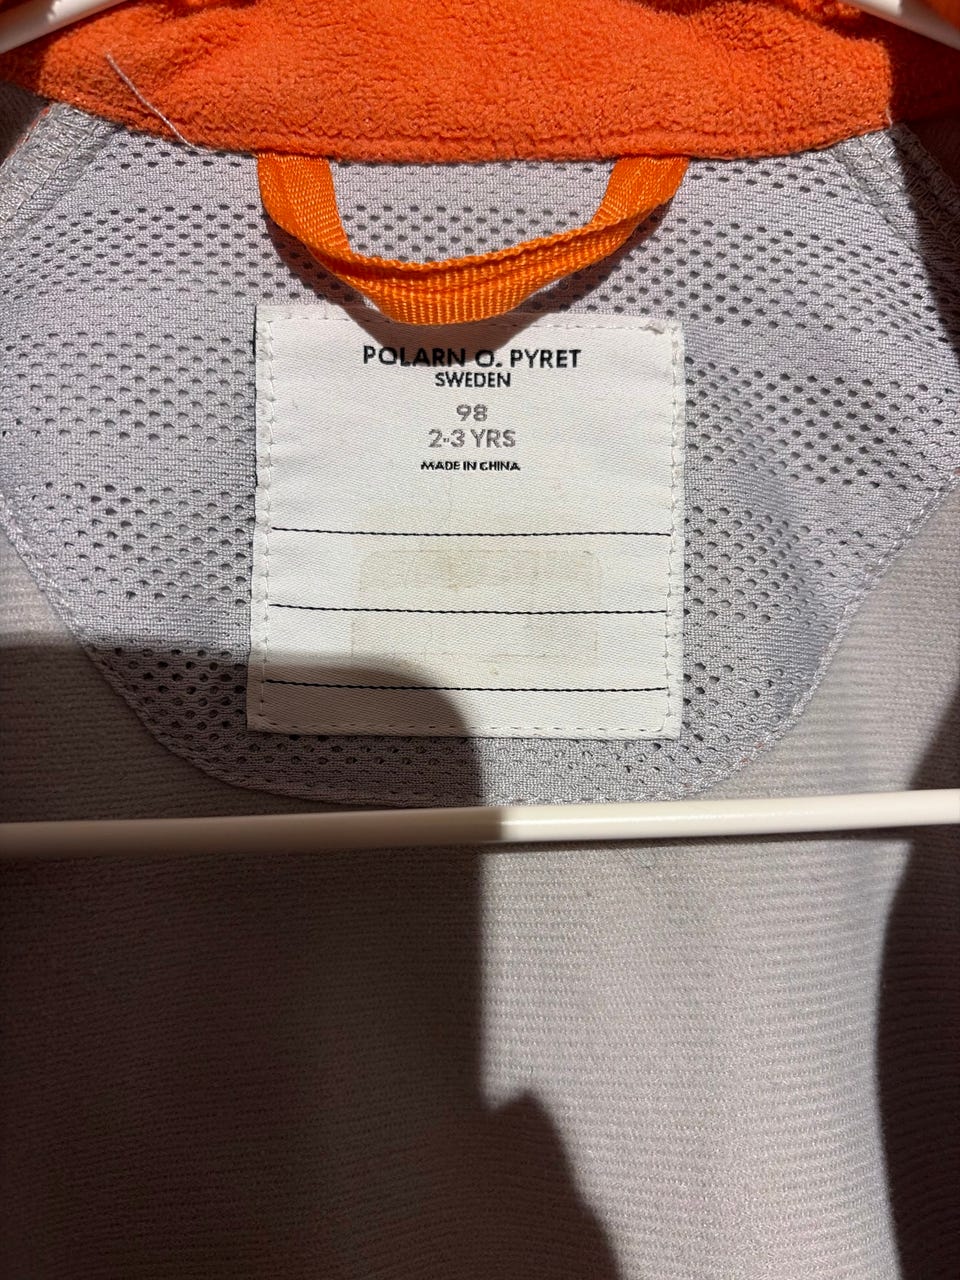 POLARN O. PYRET
SWEDEN
98
2-3 YRS
MADE IN CHINA